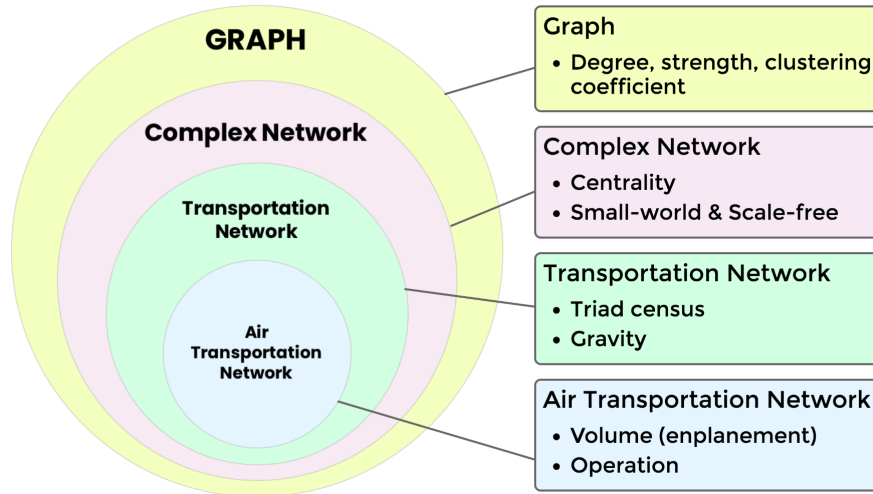 GRAPH
Complex Network
Transportation
Network
Air
Transportation
Network
Graph
• Degree, strength, clustering
coefficient
Complex Network
• Centrality
• Small-world & Scale-free
Transportation Network
• Triad census
• Gravity
Air Transportation Network
• Volume (enplanement)
• Operation